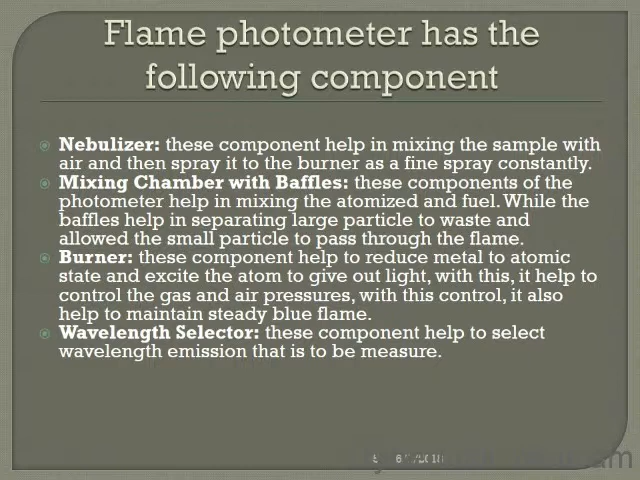 Flame photometer has the
following component
Nebulizer: these component help in mixing the sample with
air and then spray it to the burner as a fine spray constantly.
Mixing Chamber with Baffles: these components of the
photometer help in mixing the atomized and fuel. While the
baffles help in separating large particle to waste and
allowed the small particle to pass through the flame.
Burner: these component help to reduce metal to atomic
state and excite the atom to give out light, with this, it help to
control the gas and air pressures, with this control, it also
help to maintain steady blue flame.
Wavelength Selector: these component help to select
wavelength emission that is to be measure.